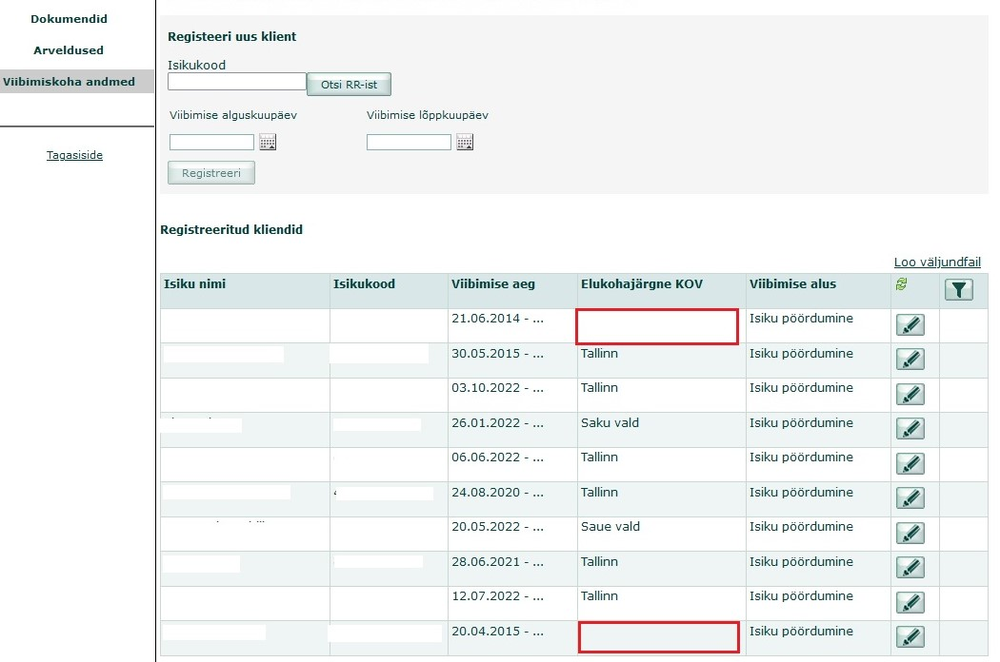 Dokumendid
Arveldused
Viibimiskoha andmed
Tagasiside
Registeeri uus klient
Isikukood
Otsi RR-ist
Viibimise alguskuupäev Viibimise lõppkuupäev
Registreeri
Registreeritud kliendid
Loo väljundfail
Isiku nimi Isikukood Viibimise aeg Elukohajärgne KOV Viibimise alus
21.06.2014 - ... Isiku pöördumine
30.05.2015 - ... Tallinn Isiku pöördumine
03.10.2022 - ... Tallinn Isiku pöördumine
26.01.2022 - ... Saku vald Isiku pöördumine
06.06.2022 - ... Tallinn Isiku pöördumine
24.08.2020 - ... Tallinn Isiku pöördumine
20.05.2022 - ... Saue vald Isiku pöördumine
28.06.2021 - ... Tallinn Isiku pöördumine
12.07.2022 - ... Tallinn Isiku pöördumine
20.04.2015 - ... Isiku pöördumine